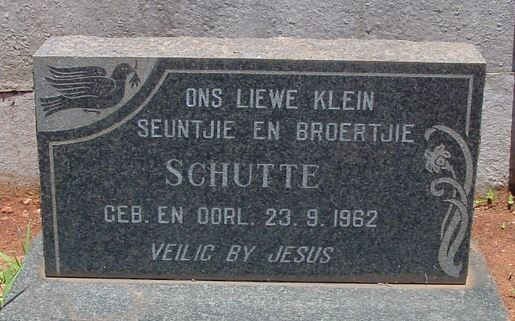 ONS LIEWE KLEIN
SEUNTJIE EN BROERTJIE
SCHUTTE
GEB. EN OORL. 23. 9. 1962
VEILIG BY JESUS